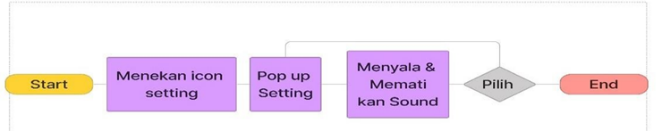 Start
Menekan icon
setting
Pop up
Setting
Menyala &
Memati
kan Sound
Pilih
End